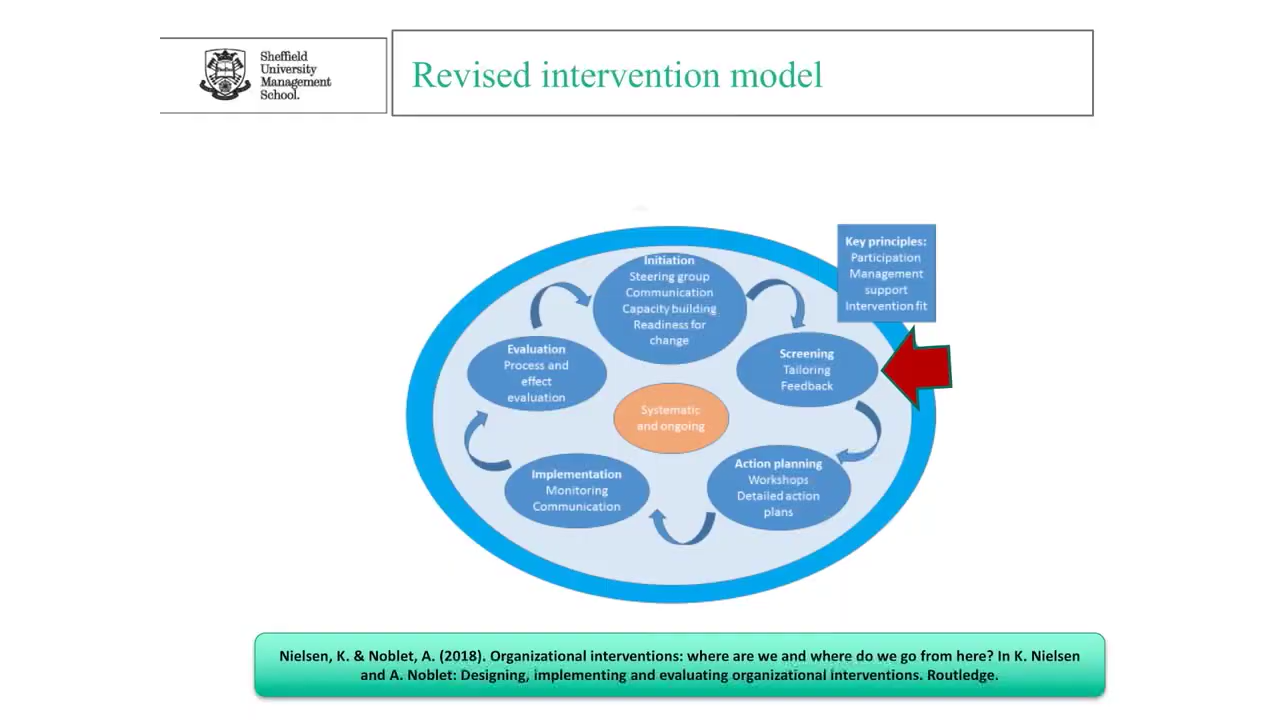 Sheffield
University
Management
School.
Revised intervention model
Key principles:
Participation
Management
support
Intervention fit
Initiation
Steering group
Communication
Capacity building
Readiness for
change
Screening
Tailoring
Feedback
Action planning
Workshops
Detailed action
plans
Implementation
Monitoring
Communication
Evaluation
Process and
effect
evaluation
Systematic
and ongoing
Nielsen, K. & Noblet, A. (2018). Organizational interventions: where are we and where do we go from here? In K. Nielsen
and A. Noblet: Designing, implementing and evaluating organizational interventions. Routledge.